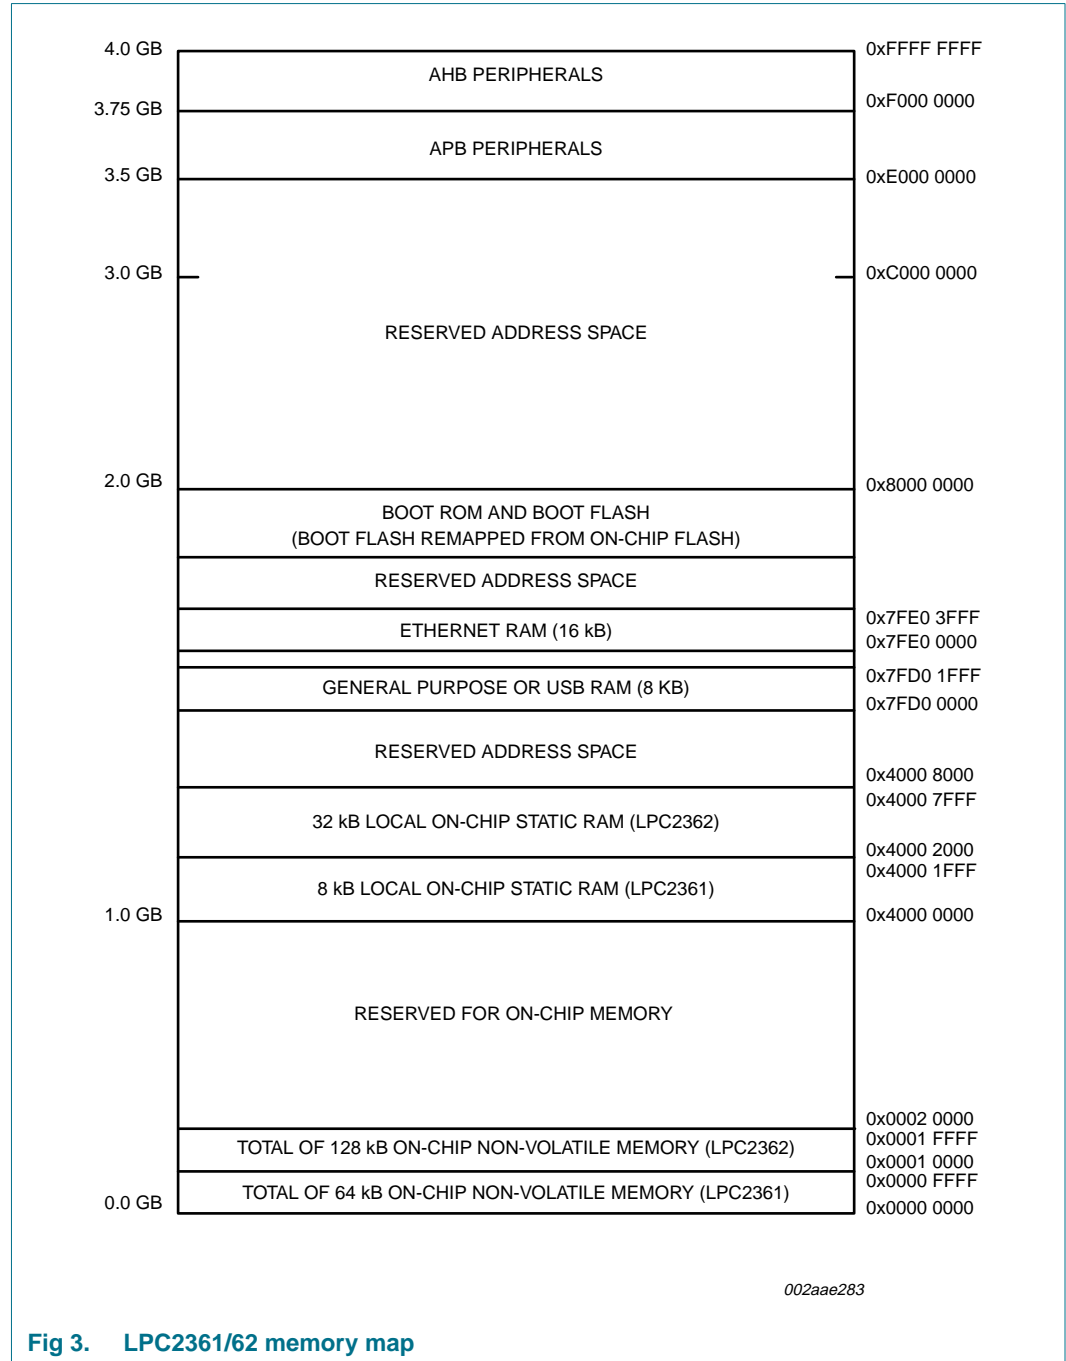 4.0 GB
0xFFFF FFFF
AHB PERIPHERALS
3.75 GB
0xF000 0000
APB PERIPHERALS
3.5 GB
0xE000 0000
3.0 GB
0xC000 0000
RESERVED ADDRESS SPACE
2.0 GB
0x8000 0000
BOOT ROM AND BOOT FLASH
(BOOT FLASH REMAPPED FROM ON-CHIP FLASH)
RESERVED ADDRESS SPACE
0x7FE0 3FFF
ETHERNET RAM (16 kB)
0x7FE0 0000
0x7FD0 1FFF
GENERAL PURPOSE OR USB RAM (8 KB)
0x7FD0 0000
RESERVED ADDRESS SPACE
0x4000 8000
0x4000 7FFF
32 kB LOCAL ON-CHIP STATIC RAM (LPC2362)
0x4000 2000
0x4000 1FFF
8 kB LOCAL ON-CHIP STATIC RAM (LPC2361)
1.0 GB
0x4000 0000
RESERVED FOR ON-CHIP MEMORY
0x0002 0000
0x0001 FFFF
TOTAL OF 128 kB ON-CHIP NON-VOLATILE MEMORY (LPC2362)
0x0001 0000
0x0000 FFFF
TOTAL OF 64 kB ON-CHIP NON-VOLATILE MEMORY (LPC2361)
0.0 GB
0x0000 0000
002aae283
Fig 3. LPC2361/62 memory map